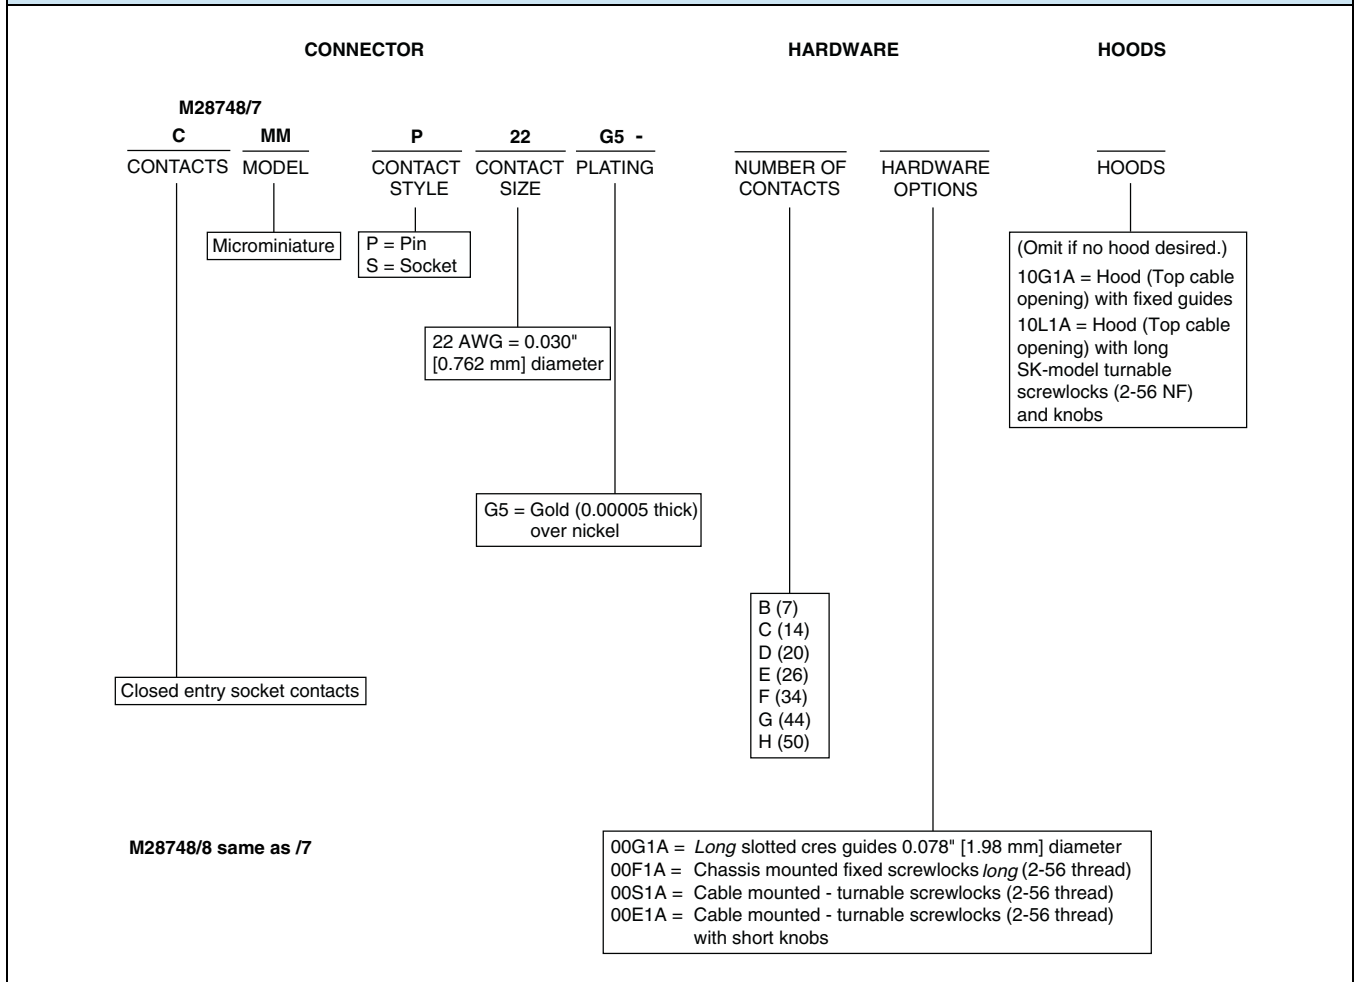 CONNECTOR HARDWARE HOODS
M28748/7
C MM P 22 G5 -
CONTACTS MODEL CONTACT STYLE CONTACT SIZE PLATING NUMBER OF CONTACTS HARDWARE OPTIONS HOODS
Microminiature
P = Pin
S = Socket
(Omit if no hood desired.)
10G1A = Hood (Top cable
opening) with fixed guides
10L1A = Hood (Top cable
opening) with long
SK-model turnable
screwlocks (2-56 NF)
and knobs
22 AWG = 0.030"
[0.762 mm] diameter
G5 = Gold (0.00005 thick)
over nickel
B (7)
C (14)
D (20)
E (26)
F (34)
G (44)
H (50)
Closed entry socket contacts
M28748/8 same as /7
00G1A = Long slotted cres guides 0.078" [1.98 mm] diameter
00F1A = Chassis mounted fixed screwlocks long (2-56 thread)
00S1A = Cable mounted - turnable screwlocks (2-56 thread)
00E1A = Cable mounted - turnable screwlocks (2-56 thread)
with short knobs